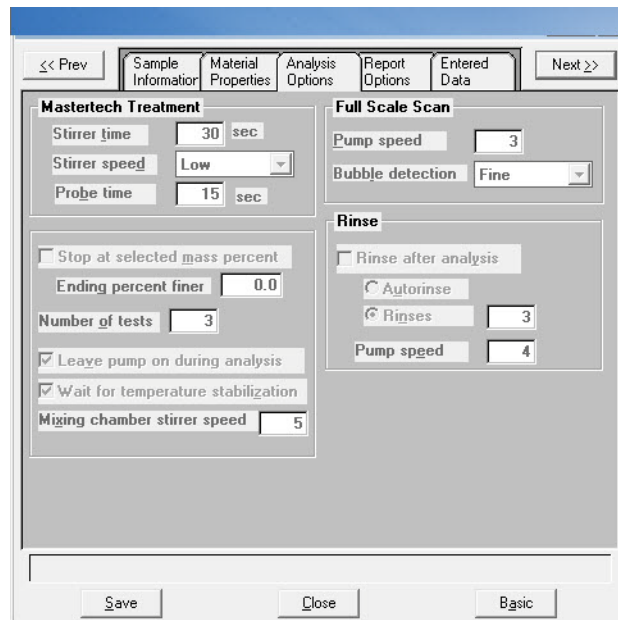 << Prev
Sample Information
Material Properties
Analysis Options
Report Options
Entered Data
Next >>
Mastertech Treatment
Stirrer time 30 sec
Stirrer speed Low
Probe time 15 sec
Stop at selected mass percent
Ending percent finer 0.0
Number of tests 3
Leave pump on during analysis
Wait for temperature stabilization
Mixing chamber stirrer speed 5
Full Scale Scan
Pump speed 3
Bubble detection Fine
Rinse
Rinse after analysis
Autorinse
Rinses 3
Pump speed 4
Save
Close
Basic